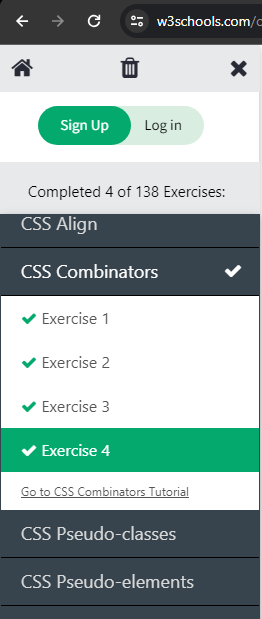 w3schools.com/
Sign Up
Log in
Completed 4 of 138 Exercises:
CSS Align
CSS Combinators
Exercise 1
Exercise 2
Exercise 3
Exercise 4
Go to CSS Combinators Tutorial
CSS Pseudo-classes
CSS Pseudo-elements